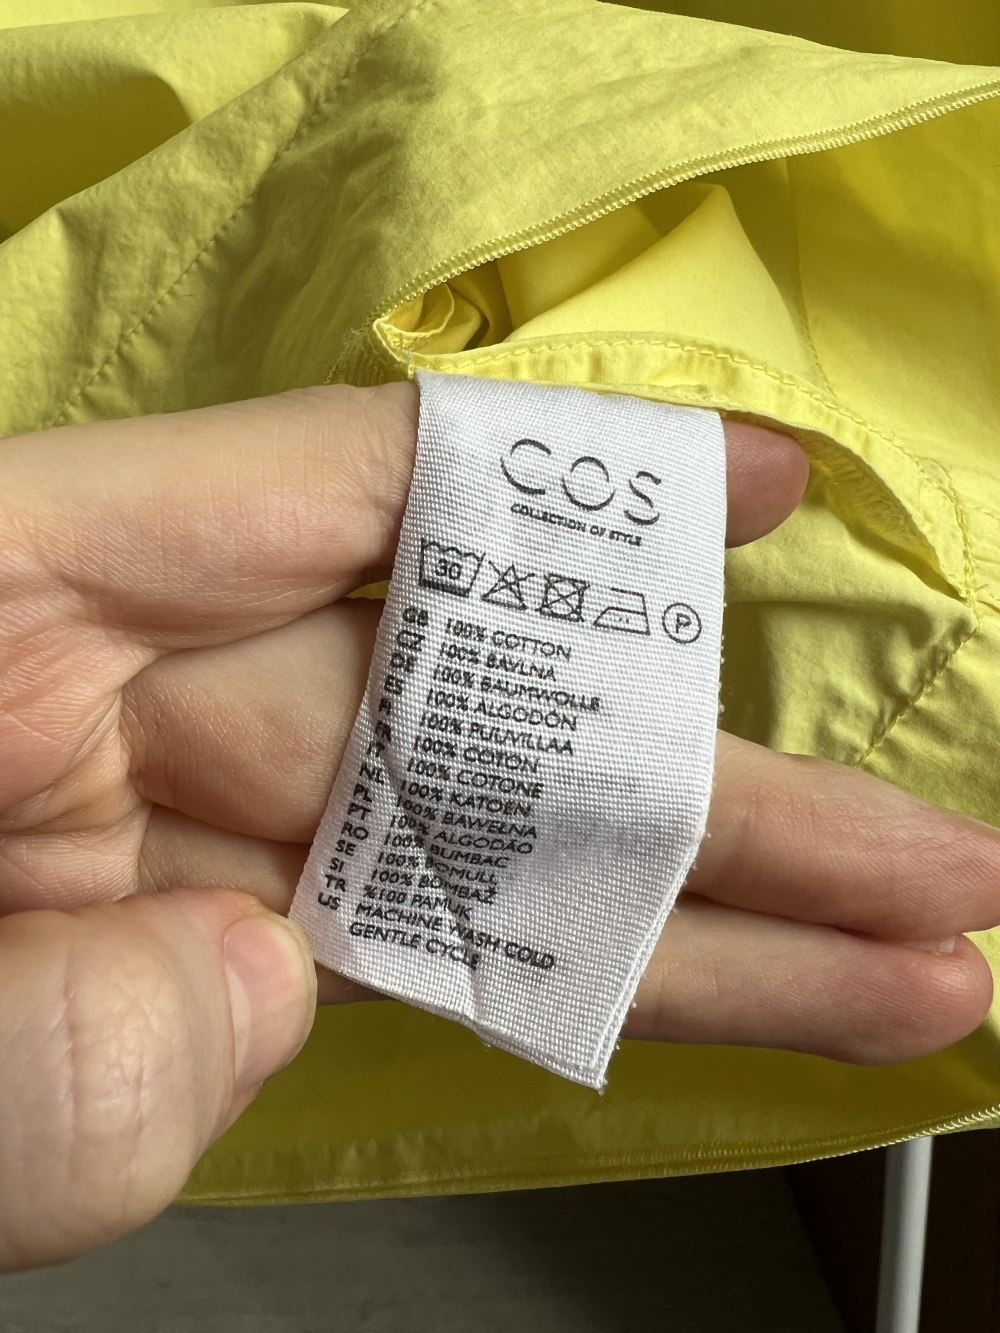 COS
COLLECTION OF STYLE
30
P
GB 100% COTTON
CZ 100% BAVLNA
DE 100% BAUMWOLLE
ES 100% ALGODÓN
FI 100% PUUVILLAA
FR 100% COTON
IT 100% COTONE
NL 100% KATOEN
PL 100% BAWEŁNA
PT 100% ALGODÃO
RO 100% BUMBAC
SE 100% BOMULL
SI 100% BOMBAŽ
TR %100 PAMUK
US MACHINE WASH COLD
GENTLE CYCLE